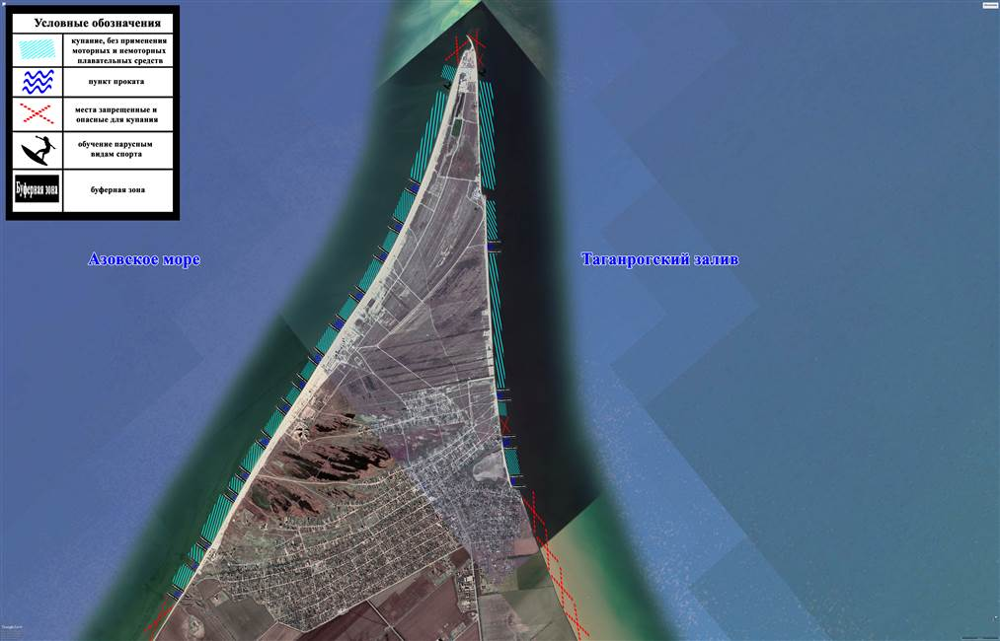 Условные обозначения
купание, без применения
моторных и немоторных
плавательных средств
пункт проката
места запрещенные и
опасные для купания
обучение парусным
видам спорта
Буферная зона
буферная зона
Азовское море
Таганрогский залив